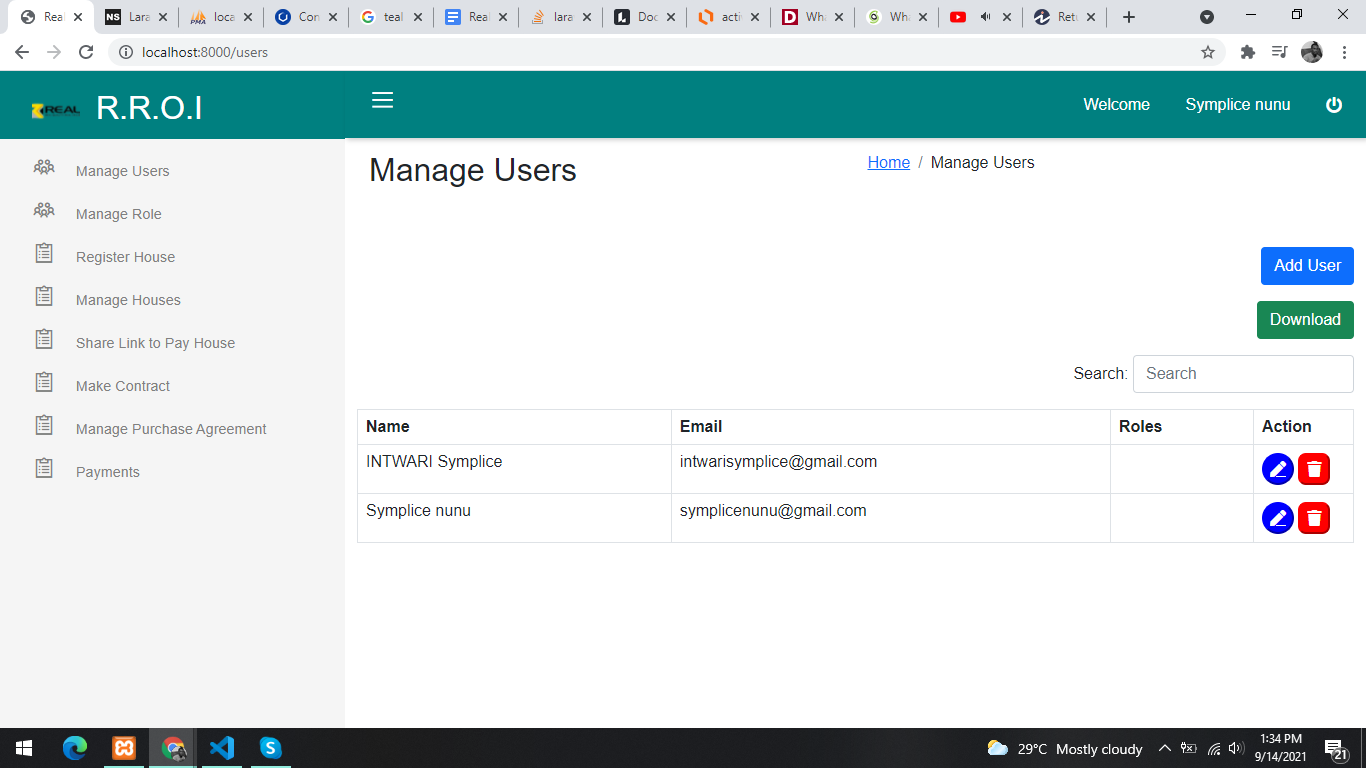 Real
Lara
loca
Con
teal
Real
lara
Doc
acti
Wha
Wha
Retu
localhost:8000/users
REAL
R.R.O.I
Welcome
Symplice nunu
Manage Users
Manage Role
Register House
Manage Houses
Share Link to Pay House
Make Contract
Manage Purchase Agreement
Payments
Manage Users
Home / Manage Users
Add User
Download
Search: Search
Name Email Roles Action
INTWARI Symplice intwarisymplice@gmail.com
Symplice nunu symplicenunu@gmail.com
29°C Mostly cloudy
1:34 PM
9/14/2021
21